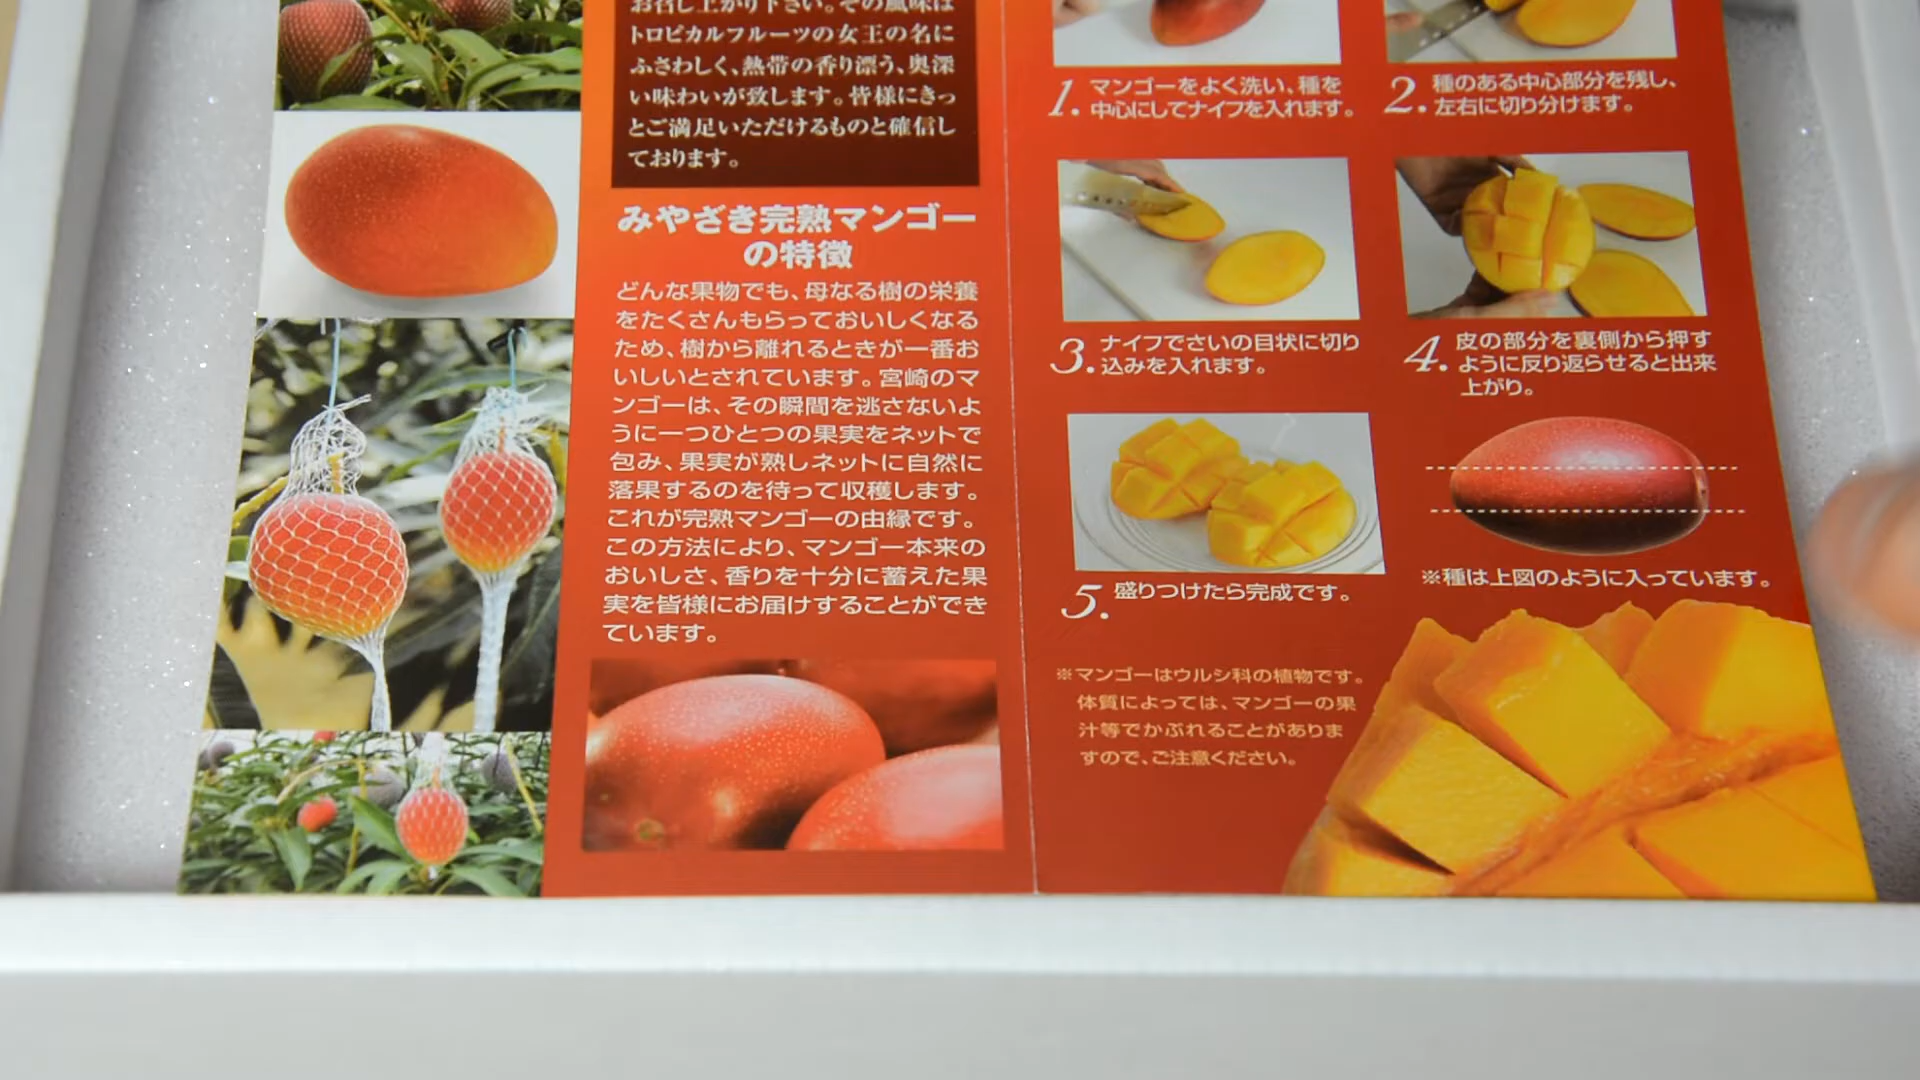 お召し上がり下さい。その風味は
トロピカルフルーツの女王の名に
ふさわしく、熱帯の香り漂う、奥深
い味わいが致します。皆様にきっ
とご満足いただけるものと確信し
ております。
みやざき完熟マンゴー
の特徴
どんな果物でも、母なる樹の栄養
をたくさんもらっておいしくなる
ため、樹から離れるときが一番お
いしいとされています。宮崎のマ
ンゴーは、その瞬間を逃さないよ
うに一つひとつの果実をネットで
包み、果実が熟しネットに自然に
落果するのを待って収穫します。
これが完熟マンゴーの由縁です。
この方法により、マンゴー本来の
おいしさ、香りを十分に蓄えた果
実を皆様にお届けすることができ
ています。
1. マンゴーをよく洗い、種を
中心にしてナイフを入れます。
2. 種のある中心部分を残し、
左右に切り分けます。
3. ナイフでさいの目状に切り
込みを入れます。
4. 皮の部分を裏側から押す
ように反り返らせると出来
上がり。
5. 盛りつけたら完成です。
※種は上図のように入っています。
※マンゴーはウルシ科の植物です。
体質によっては、マンゴーの果
汁等でかぶれることがありま
すので、ご注意ください。